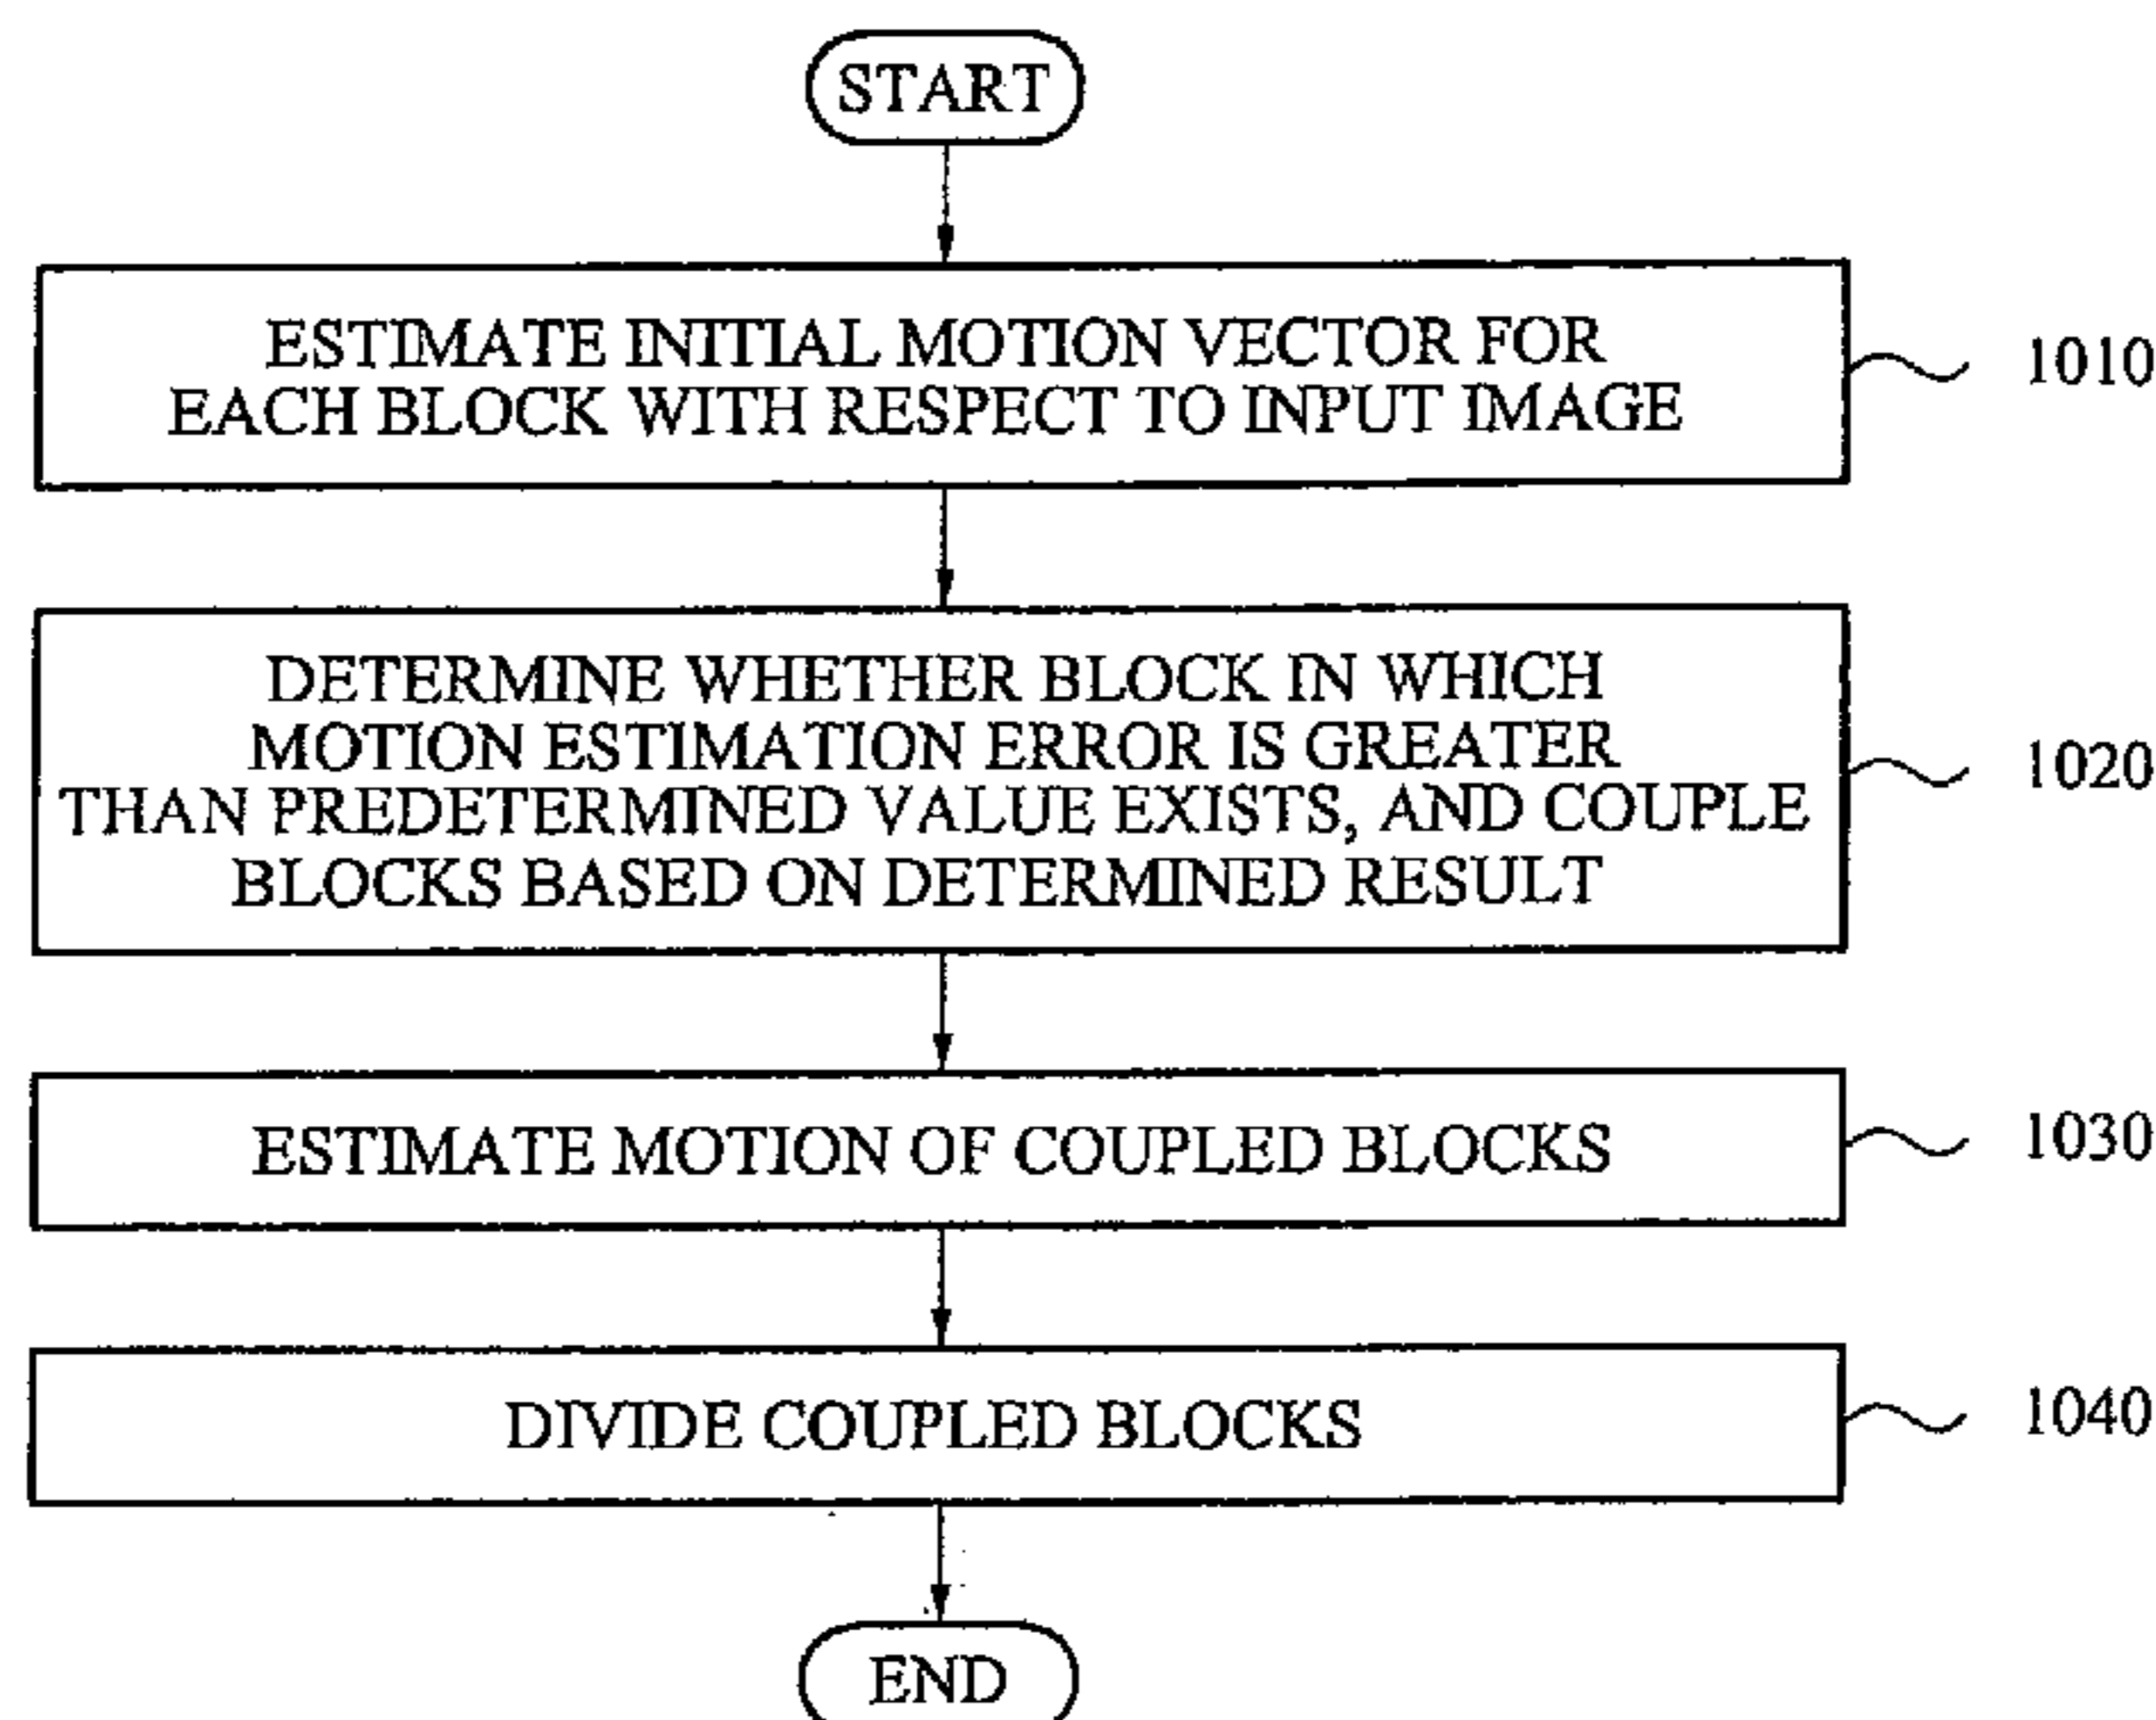 START
ESTIMATE INITIAL MOTION VECTOR FOR
EACH BLOCK WITH RESPECT TO INPUT IMAGE
1010
DETERMINE WHETHER BLOCK IN WHICH
MOTION ESTIMATION ERROR IS GREATER
THAN PREDETERMINED VALUE EXISTS, AND COUPLE
BLOCKS BASED ON DETERMINED RESULT
1020
ESTIMATE MOTION OF COUPLED BLOCKS
1030
DIVIDE COUPLED BLOCKS
1040
END